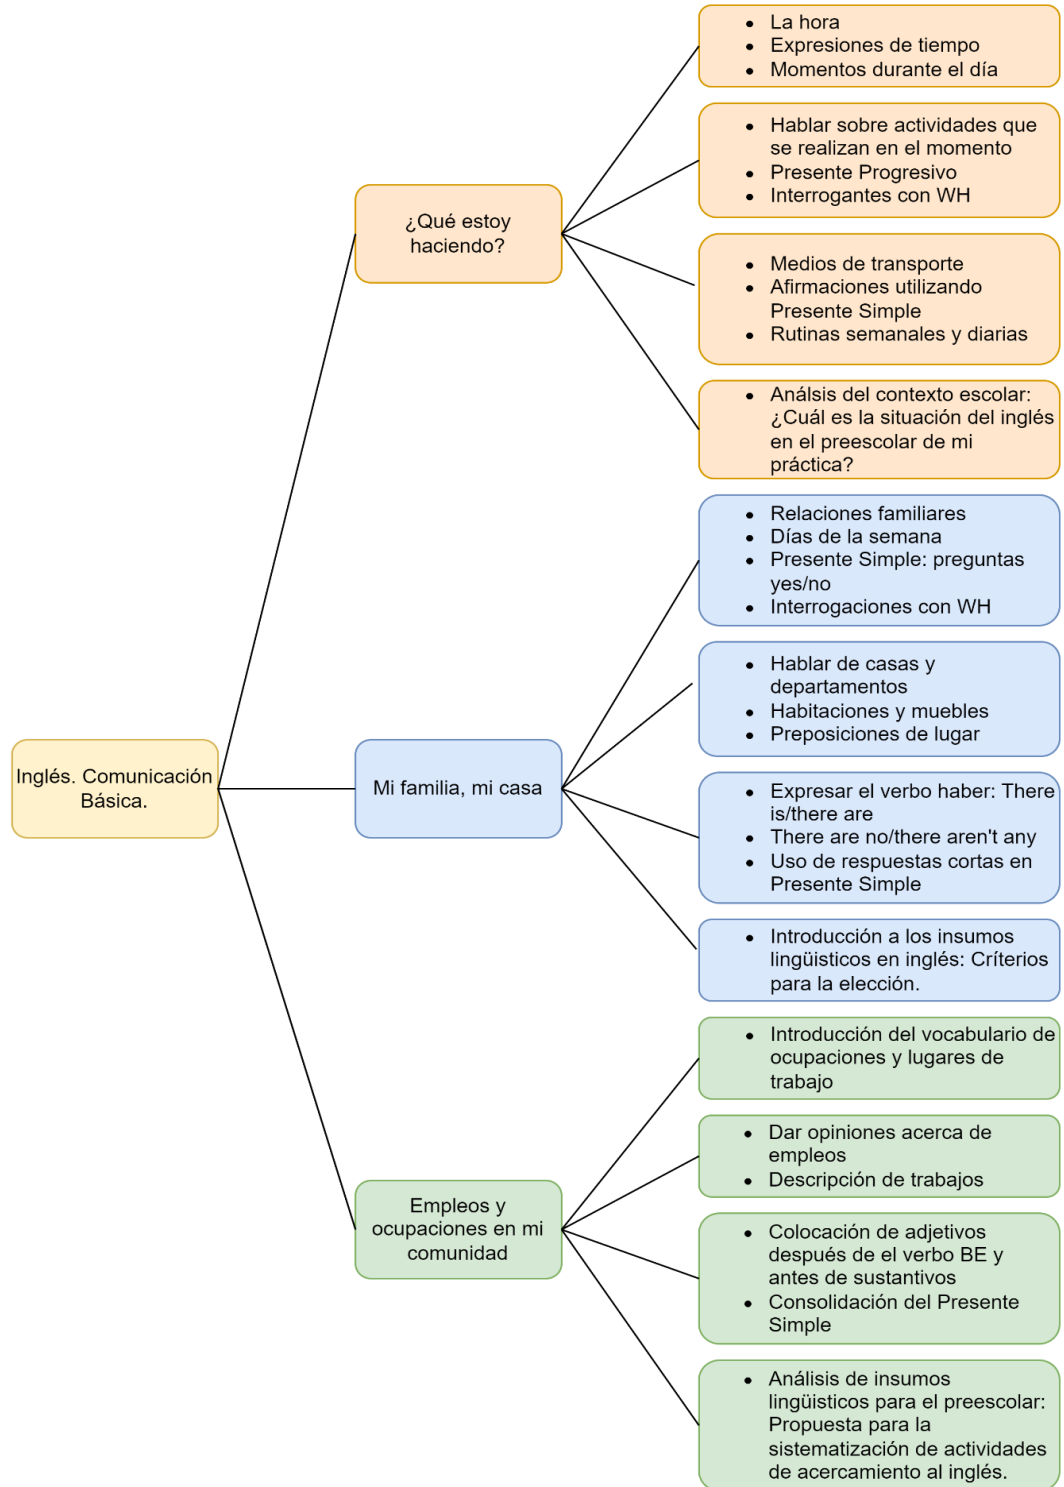 Inglés. Comunicación
Básica.
¿Qué estoy
haciendo?
• La hora
• Expresiones de tiempo
• Momentos durante el día
• Hablar sobre actividades que
se realizan en el momento
• Presente Progresivo
• Interrogantes con WH
• Medios de transporte
• Afirmaciones utilizando
Presente Simple
• Rutinas semanales y diarias
• Análsis del contexto escolar:
¿Cuál es la situación del inglés
en el preescolar de mi
práctica?
Mi familia, mi casa
• Relaciones familiares
• Días de la semana
• Presente Simple: preguntas
yes/no
• Interrogaciones con WH
• Hablar de casas y
departamentos
• Habitaciones y muebles
• Preposiciones de lugar
• Expresar el verbo haber: There
is/there are
• There are no/there aren't any
• Uso de respuestas cortas en
Presente Simple
• Introducción a los insumos
lingüisticos en inglés: Críterios
para la elección.
Empleos y
ocupaciones en mi
comunidad
• Introducción del vocabulario de
ocupaciones y lugares de
trabajo
• Dar opiniones acerca de
empleos
• Descripción de trabajos
• Colocación de adjetivos
después de el verbo BE y
antes de sustantivos
• Consolidación del Presente
Simple
• Análisis de insumos
lingüisticos para el preescolar:
Propuesta para la
sistematización de actividades
de acercamiento al inglés.